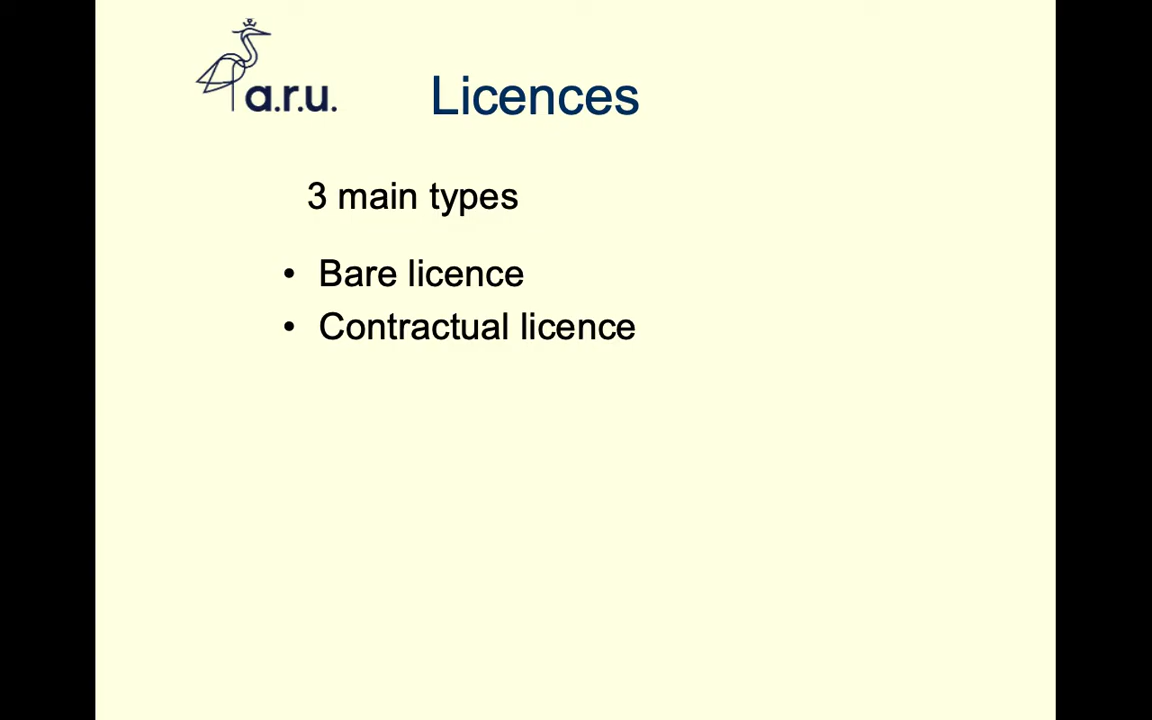 a.r.u.
Licences
3 main types
• Bare licence
• Contractual licence